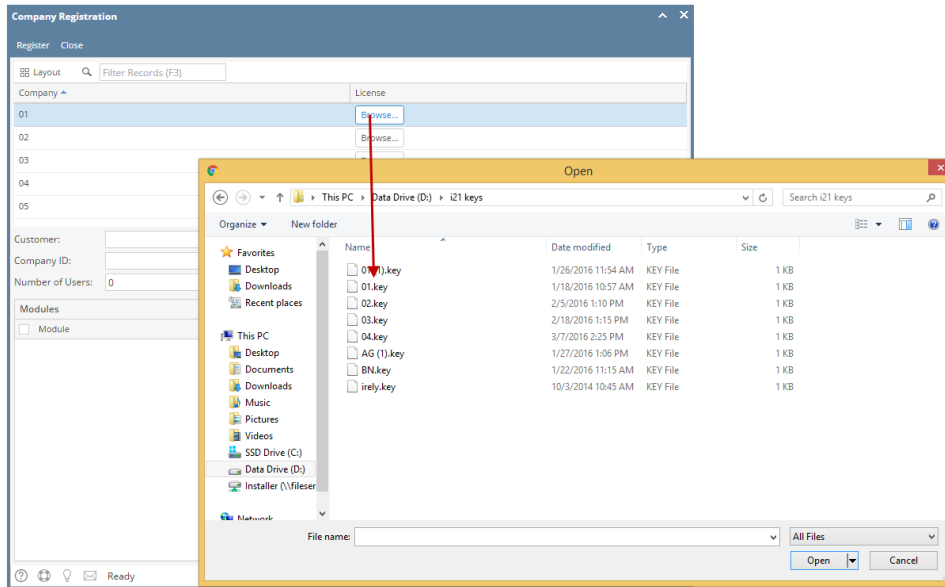 Company Registration
Register Close
Layout Filter Records (F3)
Company License
01 Browse...
02 Browse...
03
04
05
Customer:
Company ID:
Number of Users: 0
Modules
Module
Ready
Open
This PC Data Drive (D:) i21 keys Search i21 keys
Organize New folder
Favorites
Desktop
Downloads
Recent places
This PC
Desktop
Documents
Downloads
Music
Pictures
Videos
SSD Drive (C:)
Data Drive (D:)
Installer (\\fileser
Network
Name Date modified Type Size
01 (1).key 1/26/2016 11:54 AM KEY File 1 KB
01.key 1/18/2016 10:57 AM KEY File 1 KB
02.key 2/5/2016 1:10 PM KEY File 1 KB
03.key 2/18/2016 1:15 PM KEY File 1 KB
04.key 3/7/2016 2:25 PM KEY File 1 KB
AG (1).key 1/27/2016 1:06 PM KEY File 1 KB
BN.key 1/22/2016 11:15 AM KEY File 1 KB
irely.key 10/3/2014 10:45 AM KEY File 1 KB
File name: All Files
Open Cancel